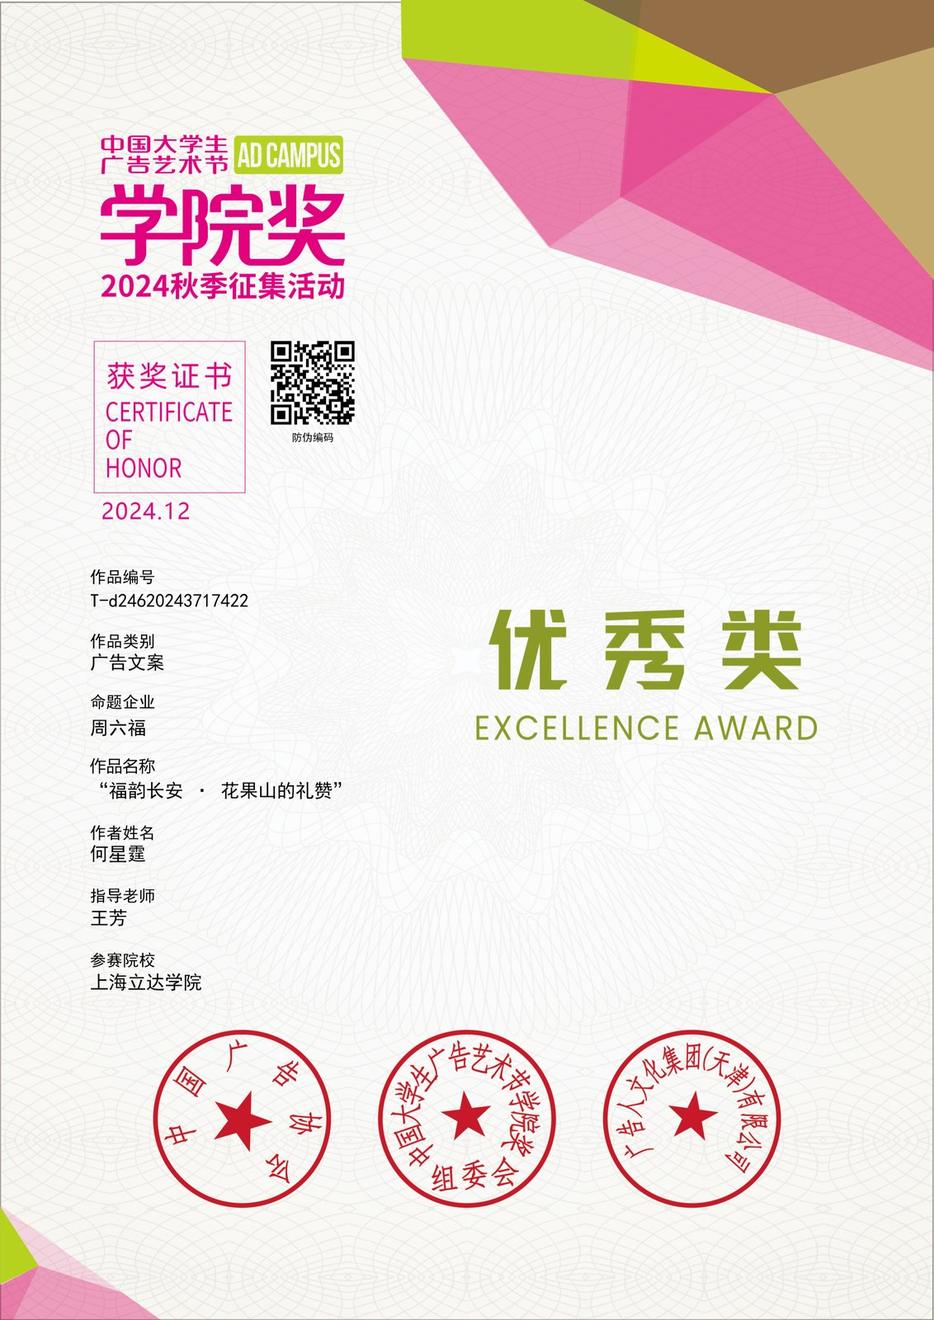 中国大学生
广告艺术节
AD CAMPUS
学院奖
2024秋季征集活动
获奖证书
CERTIFICATE
OF
HONOR
防伪编码
2024.12
作品编号
T-d24620243717422
作品类别
广告文案
命题企业
周六福
作品名称
“福韵长安 · 花果山的礼赞”
作者姓名
何星霆
指导老师
王芳
参赛院校
上海立达学院
优秀类
EXCELLENCE AWARD
中国广告协会
中国大学生广告艺术节学院奖
组委会
广告人文化集团(天津)有限公司